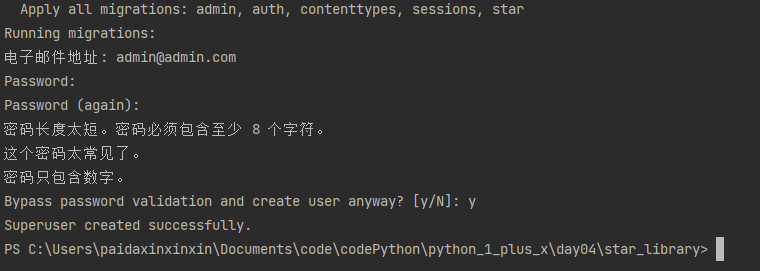 Apply all migrations: admin, auth, contenttypes, sessions, star
Running migrations:
电子邮件地址: admin@admin.com
Password:
Password (again):
密码长度太短。密码必须包含至少 8 个字符。
这个密码太常见了。
密码只包含数字。
Bypass password validation and create user anyway? [y/N]: y
Superuser created successfully.
PS C:\Users\paidaxinxinxin\Documents\code\codePython\python_1_plus_x\day04\star_library>